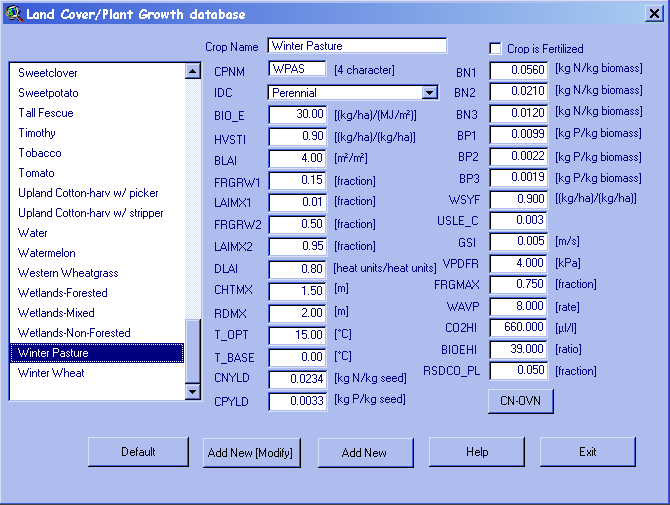 Land Cover/Plant Growth database
Crop Name Winter Pasture
Crop is Fertilized
Sweetclover
Sweetpotato
Tall Fescue
Timothy
Tobacco
Tomato
Upland Cotton-harv w/ picker
Upland Cotton-harv w/ stripper
Water
Watermelon
Western Wheatgrass
Wetlands-Forested
Wetlands-Mixed
Wetlands-Non-Forested
Winter Pasture
Winter Wheat
CPNM WPAS [4 character]
IDC Perennial
BIO_E 30.00 [(kg/ha)/(MJ/m²)]
HVSTI 0.90 [(kg/ha)/(kg/ha)]
BLAI 4.00 [m²/m²]
FRGRW1 0.15 [fraction]
LAIMX1 0.01 [fraction]
FRGRW2 0.50 [fraction]
LAIMX2 0.95 [fraction]
DLAI 0.80 [heat units/heat units]
CHTMX 1.50 [m]
RDMX 2.00 [m]
T_OPT 15.00 [°C]
T_BASE 0.00 [°C]
CNYLD 0.0234 [kg N/kg seed]
CPYLD 0.0033 [kg P/kg seed]
BN1 0.0560 [kg N/kg biomass]
BN2 0.0210 [kg N/kg biomass]
BN3 0.0120 [kg N/kg biomass]
BP1 0.0099 [kg P/kg biomass]
BP2 0.0022 [kg P/kg biomass]
BP3 0.0019 [kg P/kg biomass]
WSYF 0.900 [(kg/ha)/(kg/ha)]
USLE_C 0.003
GSI 0.005 [m/s]
VPDFR 4.000 [kPa]
FRGMAX 0.750 [fraction]
WAVP 8.000 [rate]
CO2HI 660.000 [µl/l]
BIOEHI 39.000 [ratio]
RSDCO_PL 0.050 [fraction]
CN-OVN
Default
Add New [Modify]
Add New
Help
Exit